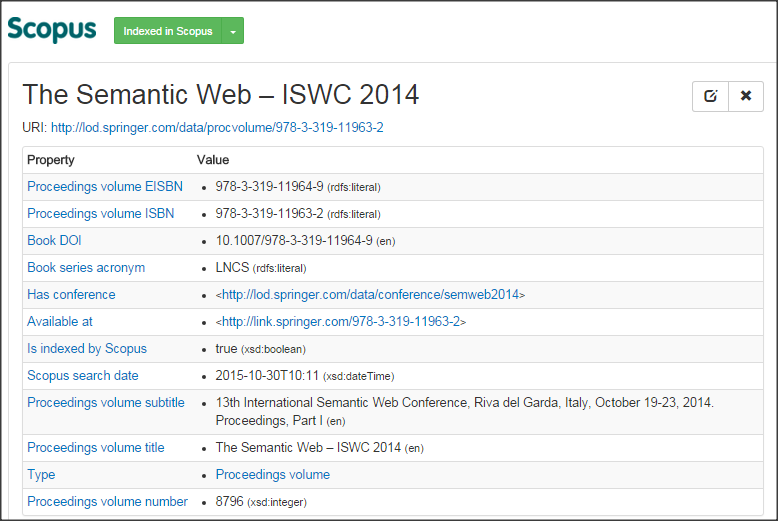 Scopus
Indexed in Scopus
The Semantic Web – ISWC 2014
URI: http://lod.springer.com/data/procvolume/978-3-319-11963-2
Property Value
Proceedings volume EISBN • 978-3-319-11964-9 (rdfs:literal)
Proceedings volume ISBN • 978-3-319-11963-2 (rdfs:literal)
Book DOI • 10.1007/978-3-319-11964-9 (en)
Book series acronym • LNCS (rdfs:literal)
Has conference • <http://lod.springer.com/data/conference/semweb2014>
Available at • <http://link.springer.com/978-3-319-11963-2>
Is indexed by Scopus • true (xsd:boolean)
Scopus search date • 2015-10-30T10:11 (xsd:dateTime)
Proceedings volume subtitle • 13th International Semantic Web Conference, Riva del Garda, Italy, October 19-23, 2014.
Proceedings, Part I (en)
Proceedings volume title • The Semantic Web – ISWC 2014 (en)
Type • Proceedings volume
Proceedings volume number • 8796 (xsd:integer)